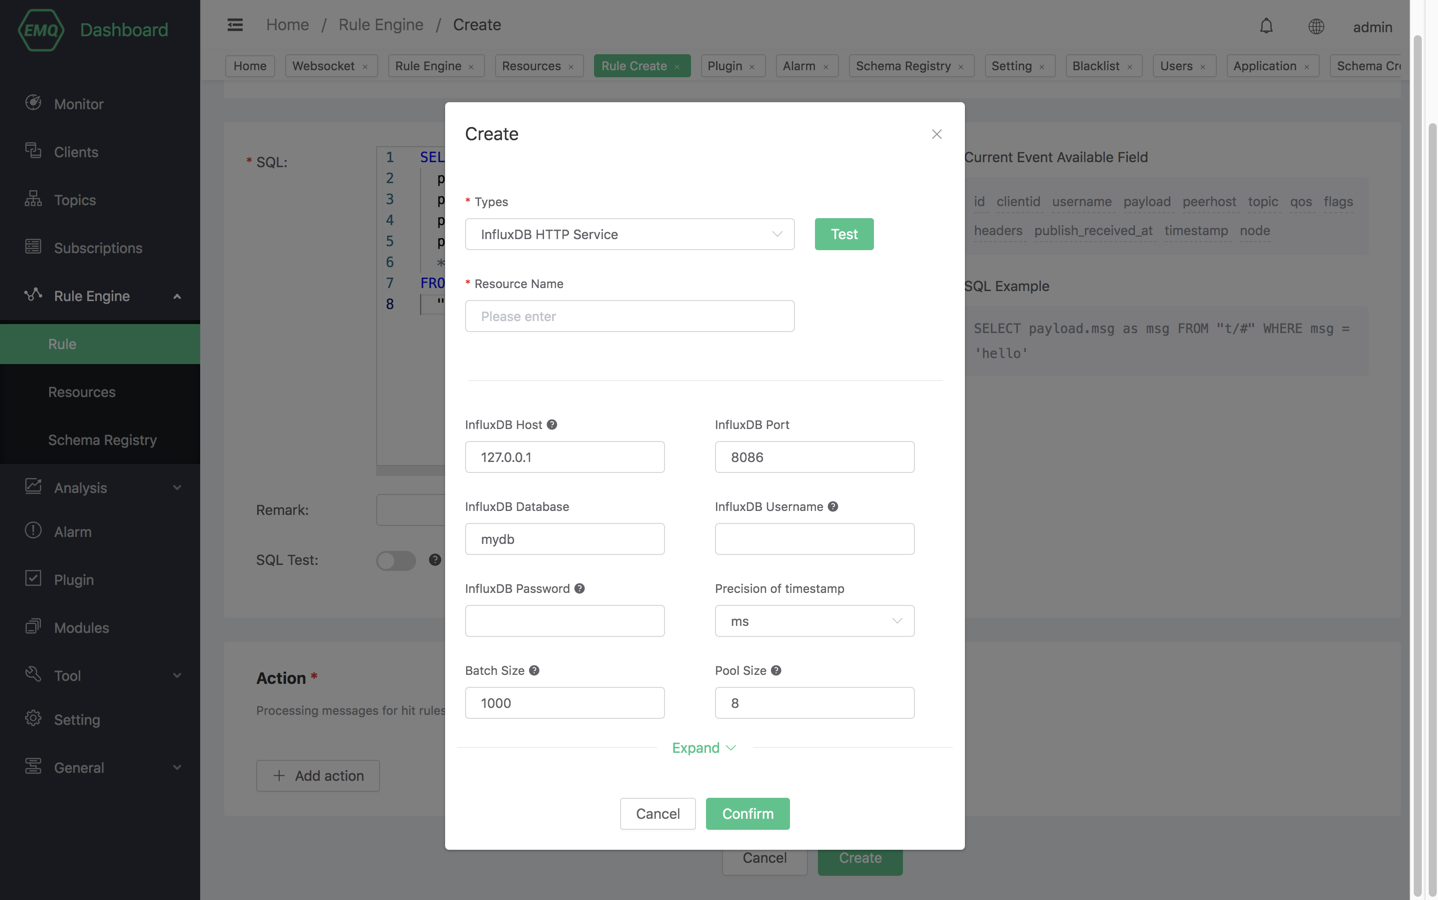 EMQ Dashboard
Home / Rule Engine / Create
admin
Home
Websocket ×
Rule Engine ×
Resources ×
Rule Create ×
Plugin ×
Alarm ×
Schema Registry ×
Setting ×
Blacklist ×
Users ×
Application ×
Schema Cr
Monitor
Clients
Topics
Subscriptions
Rule Engine
Rule
Resources
Schema Registry
Analysis
Alarm
Plugin
Modules
Tool
Setting
General
* SQL:
1 SEL
2 p
3 p
4 p
5 p
6 *
7 FRO
8 "
Remark:
SQL Test:
Action *
Processing messages for hit rules
Add action
Create
* Types
InfluxDB HTTP Service
Test
* Resource Name
Please enter
InfluxDB Host
InfluxDB Port
127.0.0.1
8086
InfluxDB Database
InfluxDB Username
mydb
InfluxDB Password
Precision of timestamp
ms
Batch Size
Pool Size
1000
8
Expand
Cancel
Confirm
Current Event Available Field
id clientid username payload peerhost topic qos flags
headers publish_received_at timestamp node
SQL Example
SELECT payload.msg as msg FROM "t/#" WHERE msg =
'hello'
Cancel
Create